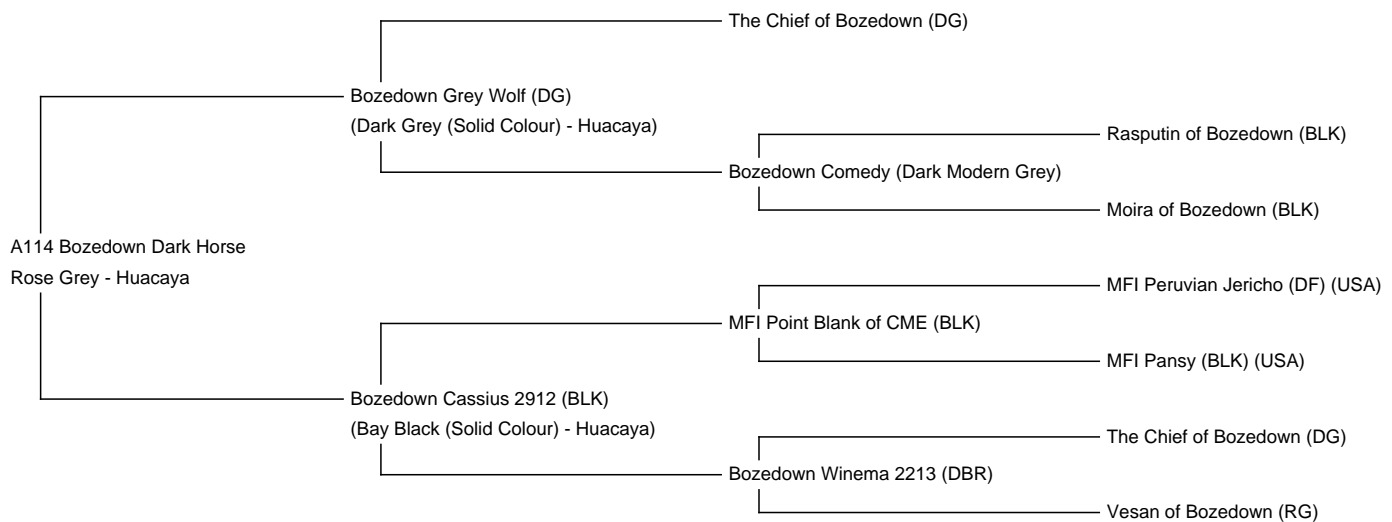 The Chief of Bozedown (DG)
Bozedown Grey Wolf (DG)
(Dark Grey (Solid Colour) - Huacaya)
Rasputin of Bozedown (BLK)
Bozedown Comedy (Dark Modern Grey)
Moira of Bozedown (BLK)
A114 Bozedown Dark Horse
Rose Grey - Huacaya
MFI Peruvian Jericho (DF) (USA)
MFI Point Blank of CME (BLK)
MFI Pansy (BLK) (USA)
Bozedown Cassius 2912 (BLK)
(Bay Black (Solid Colour) - Huacaya)
The Chief of Bozedown (DG)
Bozedown Winema 2213 (DBR)
Vesan of Bozedown (RG)